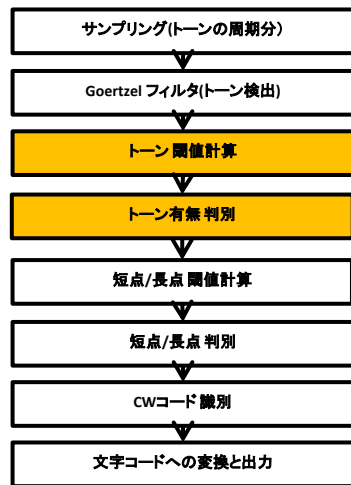 サンプリング(トーンの周期分）
Goertzel フィルタ(トーン検出)
トーン 閾値計算
トーン有無 判別
短点/長点 閾値計算
短点/長点 判別
CWコード 識別
文字コードへの変換と出力